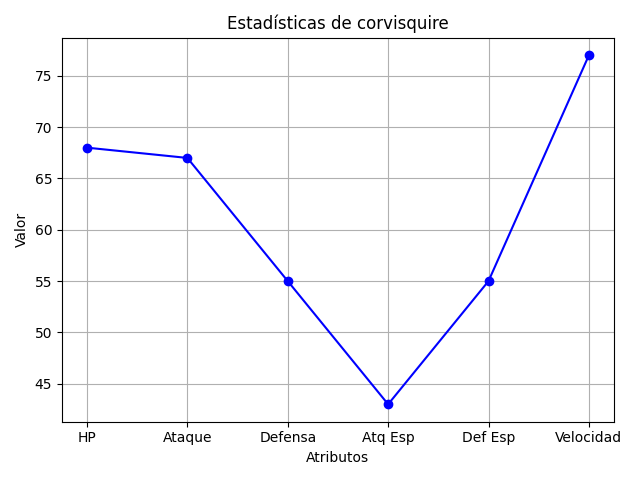 Estadísticas de corvisquire
Valor
75
70
65
60
55
50
45
HP Ataque Defensa Atq Esp Def Esp Velocidad
Atributos